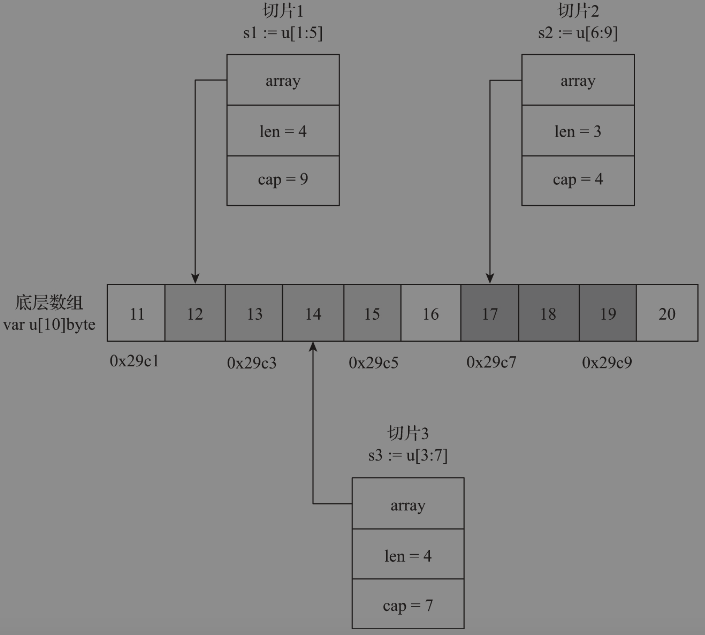 切片1
s1 := u[1:5]
array
len = 4
cap = 9
切片2
s2 := u[6:9]
array
len = 3
cap = 4
底层数组
var u[10]byte
11 12 13 14 15 16 17 18 19 20
0x29c1 0x29c3 0x29c5 0x29c7 0x29c9
切片3
s3 := u[3:7]
array
len = 4
cap = 7